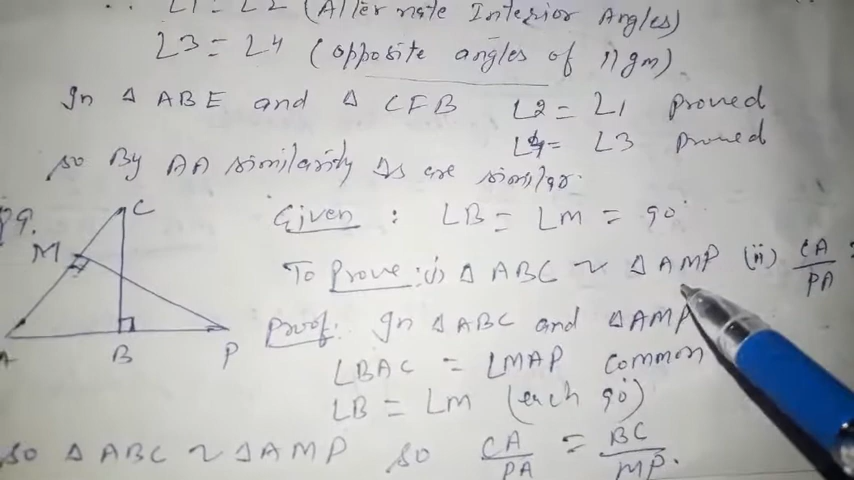 ∴ ∠1 = ∠2 (Alternate Interior Angles)
∠3 = ∠4 (opposite angles of ||gm)
In Δ ABE and Δ CFB ∠2 = ∠1 proved
∠4 = ∠3 proved
so By AA similarity Δs are similar.
Q9.
C
M
A
B
P
Given : ∠B = ∠M = 90°
To Prove : (i) Δ ABC ~ Δ AMP (ii) CA/PA =
Proof: In Δ ABC and Δ AMP
∠BAC = ∠MAP common
∠B = ∠M (each 90°)
so Δ ABC ~ Δ AMP so CA/PA = BC/MP.